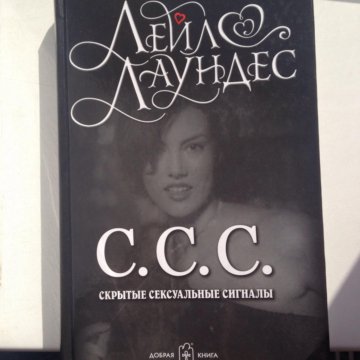 ЛЕЙЛ
ЛАУНДЕС
С.С.С.
СКРЫТЫЕ СЕКСУАЛЬНЫЕ СИГНАЛЫ
ДОБРАЯ КНИГА